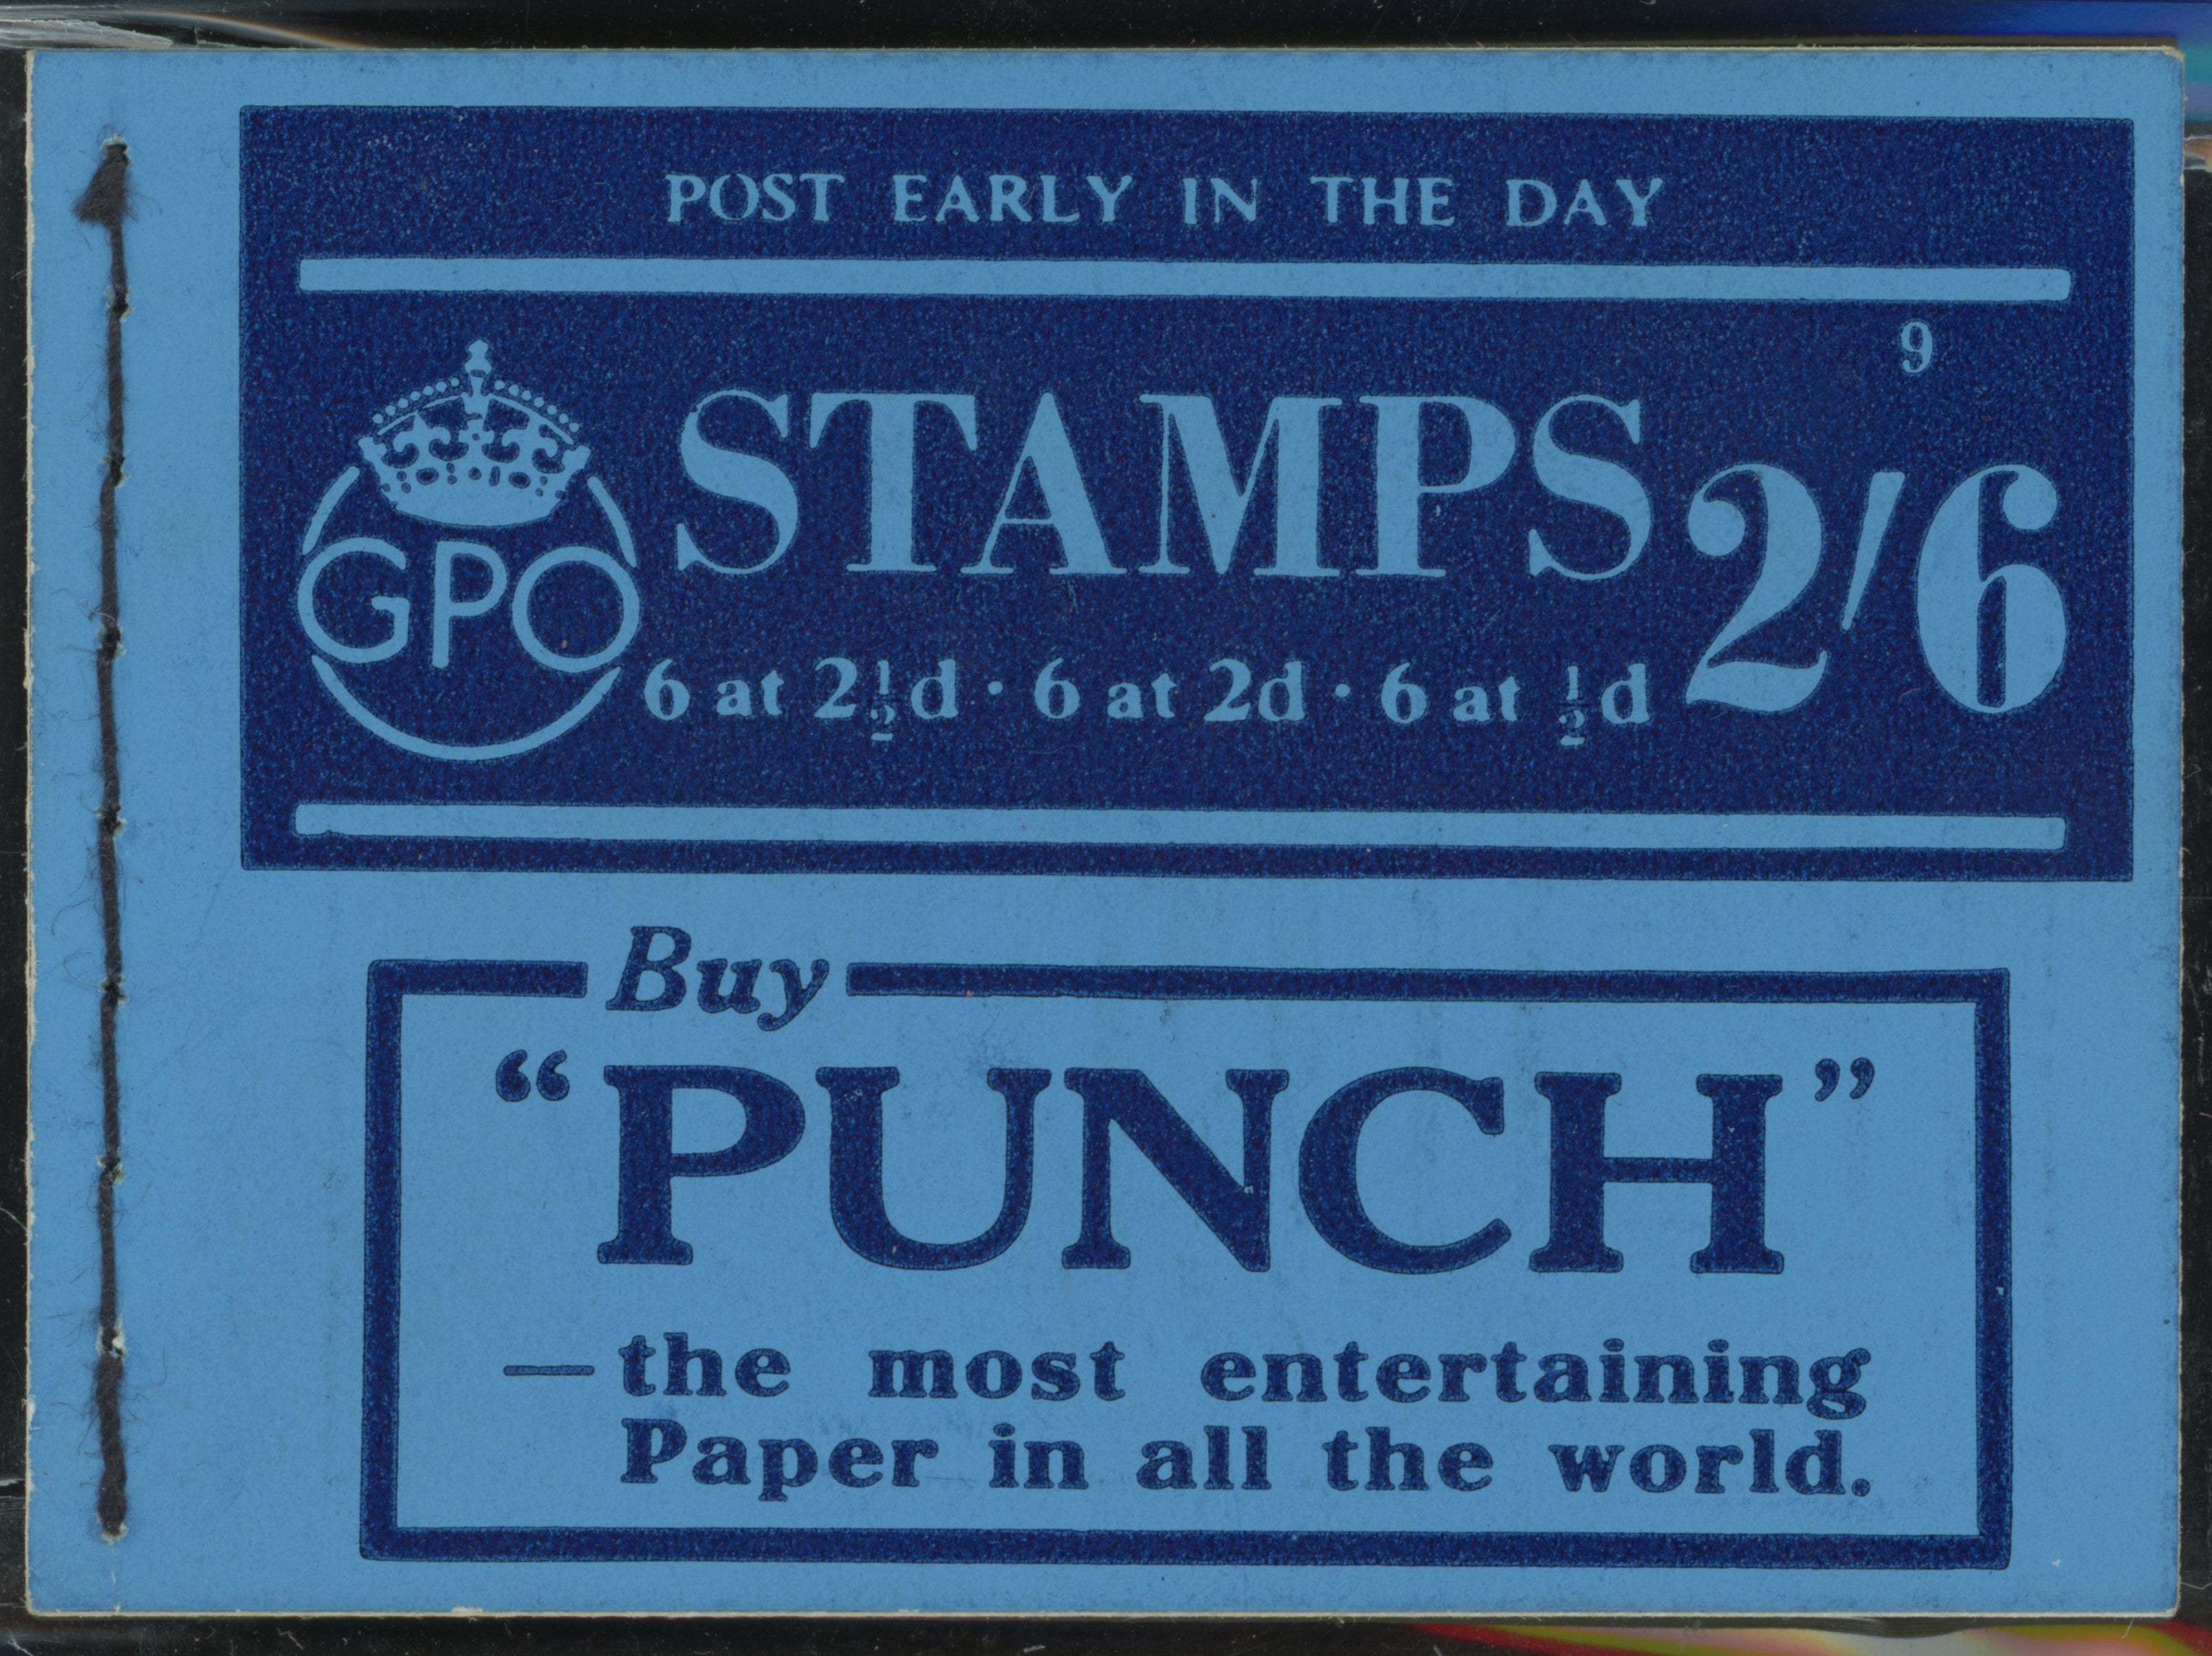 POST EARLY IN THE DAY
9
STAMPS 2/6
GPO
6 at 2½d · 6 at 2d · 6 at ½d
Buy
“PUNCH”
—the most entertaining
Paper in all the world.